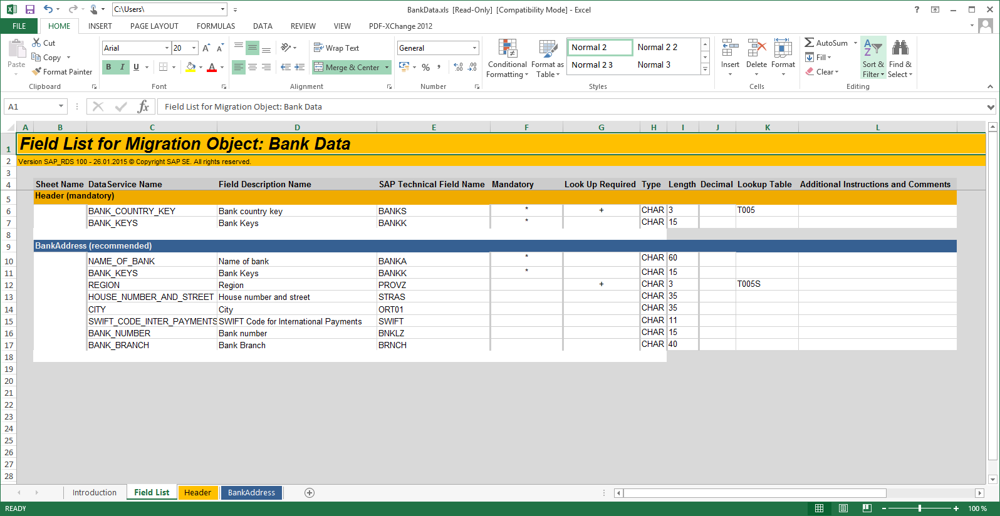 C:\Users\
BankData.xls [Read-Only] [Compatibility Mode] - Excel
?
FILE HOME INSERT PAGE LAYOUT FORMULAS DATA REVIEW VIEW PDF-XChange 2012
Paste
Cut
Copy
Format Painter
Clipboard
Arial 20 A A
B I U A
Font
Wrap Text
Merge & Center
Alignment
General
% ,
.0 .00
.00 .0
Number
Conditional Formatting
Format as Table
Normal 2 Normal 2 2
Normal 2 3 Normal 3
Styles
Insert Delete Format
Cells
AutoSum
Fill
Clear
Sort & Filter
Find & Select
Editing
A1 fx Field List for Migration Object: Bank Data
A B C D E F G H I J K L
1 Field List for Migration Object: Bank Data
2 Version SAP_RDS 100 - 26.01.2015 © Copyright SAP SE. All rights reserved.
3
4 Sheet Name DataService Name Field Description Name SAP Technical Field Name Mandatory Look Up Required Type Length Decimal Lookup Table Additional Instructions and Comments
5 Header (mandatory)
6 BANK_COUNTRY_KEY Bank country key BANKS * + CHAR 3 T005
7 BANK_KEYS Bank Keys BANKK * CHAR 15
8
9 BankAddress (recommended)
10 NAME_OF_BANK Name of bank BANKA * CHAR 60
11 BANK_KEYS Bank Keys BANKK * CHAR 15
12 REGION Region PROVZ + CHAR 3 T005S
13 HOUSE_NUMBER_AND_STREET House number and street STRAS CHAR 35
14 CITY City ORT01 CHAR 35
15 SWIFT_CODE_INTER_PAYMENTS SWIFT Code for International Payments SWIFT CHAR 11
16 BANK_NUMBER Bank number BNKLZ CHAR 15
17 BANK_BRANCH Bank Branch BRNCH CHAR 40
18
19
20
21
22
23
24
25
26
27
28
Introduction Field List Header BankAddress
READY 100 %